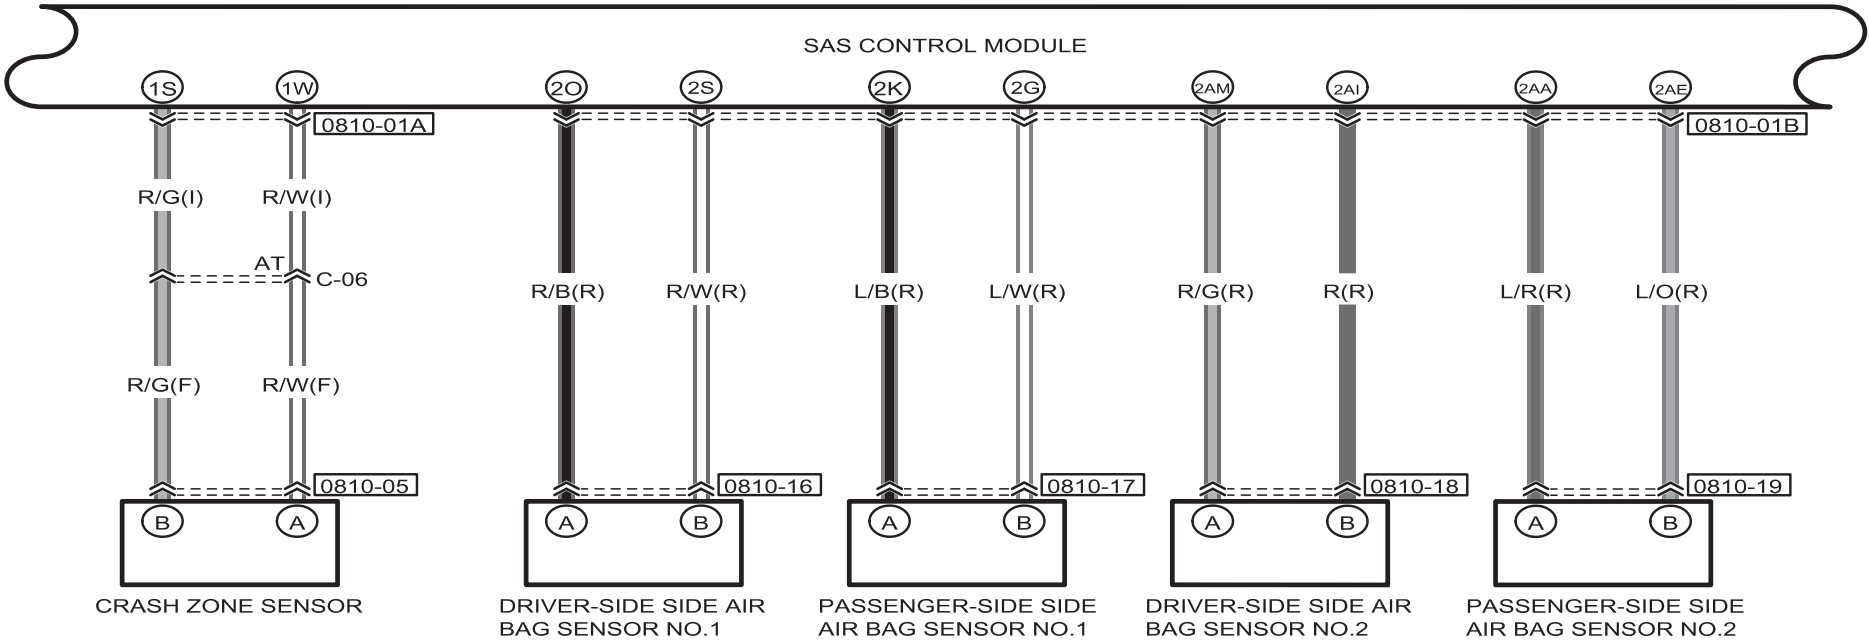 SAS CONTROL MODULE
1S 1W 2O 2S 2K 2G 2AM 2AI 2AA 2AE
0810-01A 0810-01B
R/G(I) R/W(I)
AT
C-06
R/B(R) R/W(R) L/B(R) L/W(R) R/G(R) R(R) L/R(R) L/O(R)
R/G(F) R/W(F)
0810-05 0810-16 0810-17 0810-18 0810-19
B A A B A B A B A B
CRASH ZONE SENSOR
DRIVER-SIDE SIDE AIR
BAG SENSOR NO.1
PASSENGER-SIDE SIDE
AIR BAG SENSOR NO.1
DRIVER-SIDE SIDE AIR
BAG SENSOR NO.2
PASSENGER-SIDE SIDE
AIR BAG SENSOR NO.2